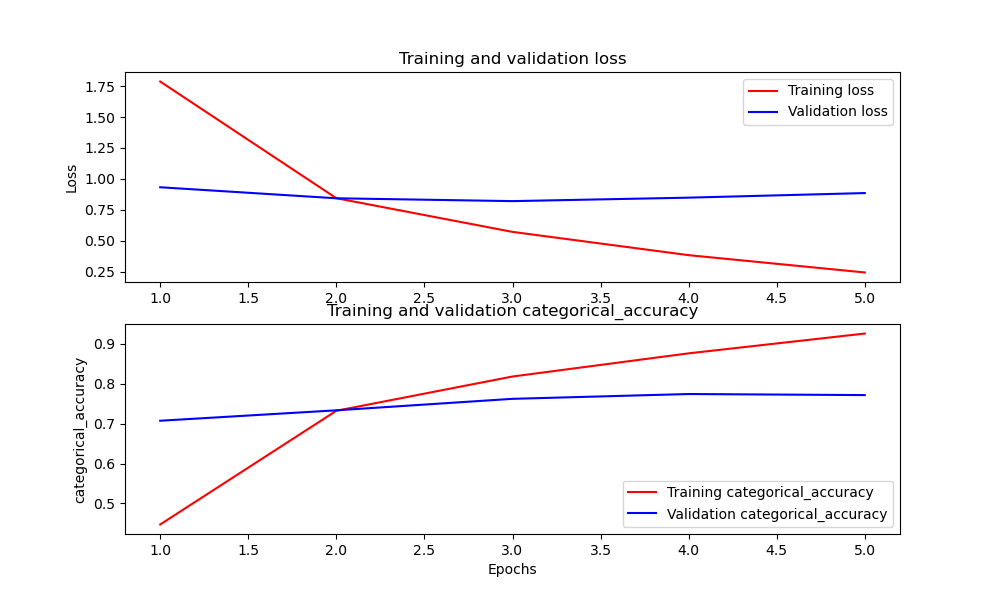 Training and validation loss
1.75
1.50
1.25
1.00
0.75
0.50
0.25
Loss
Training loss
Validation loss
1.0 1.5 2.0 2.5 3.0 3.5 4.0 4.5 5.0
Training and validation categorical_accuracy
0.9
0.8
0.7
0.6
0.5
categorical_accuracy
Training categorical_accuracy
Validation categorical_accuracy
1.0 1.5 2.0 2.5 3.0 3.5 4.0 4.5 5.0
Epochs